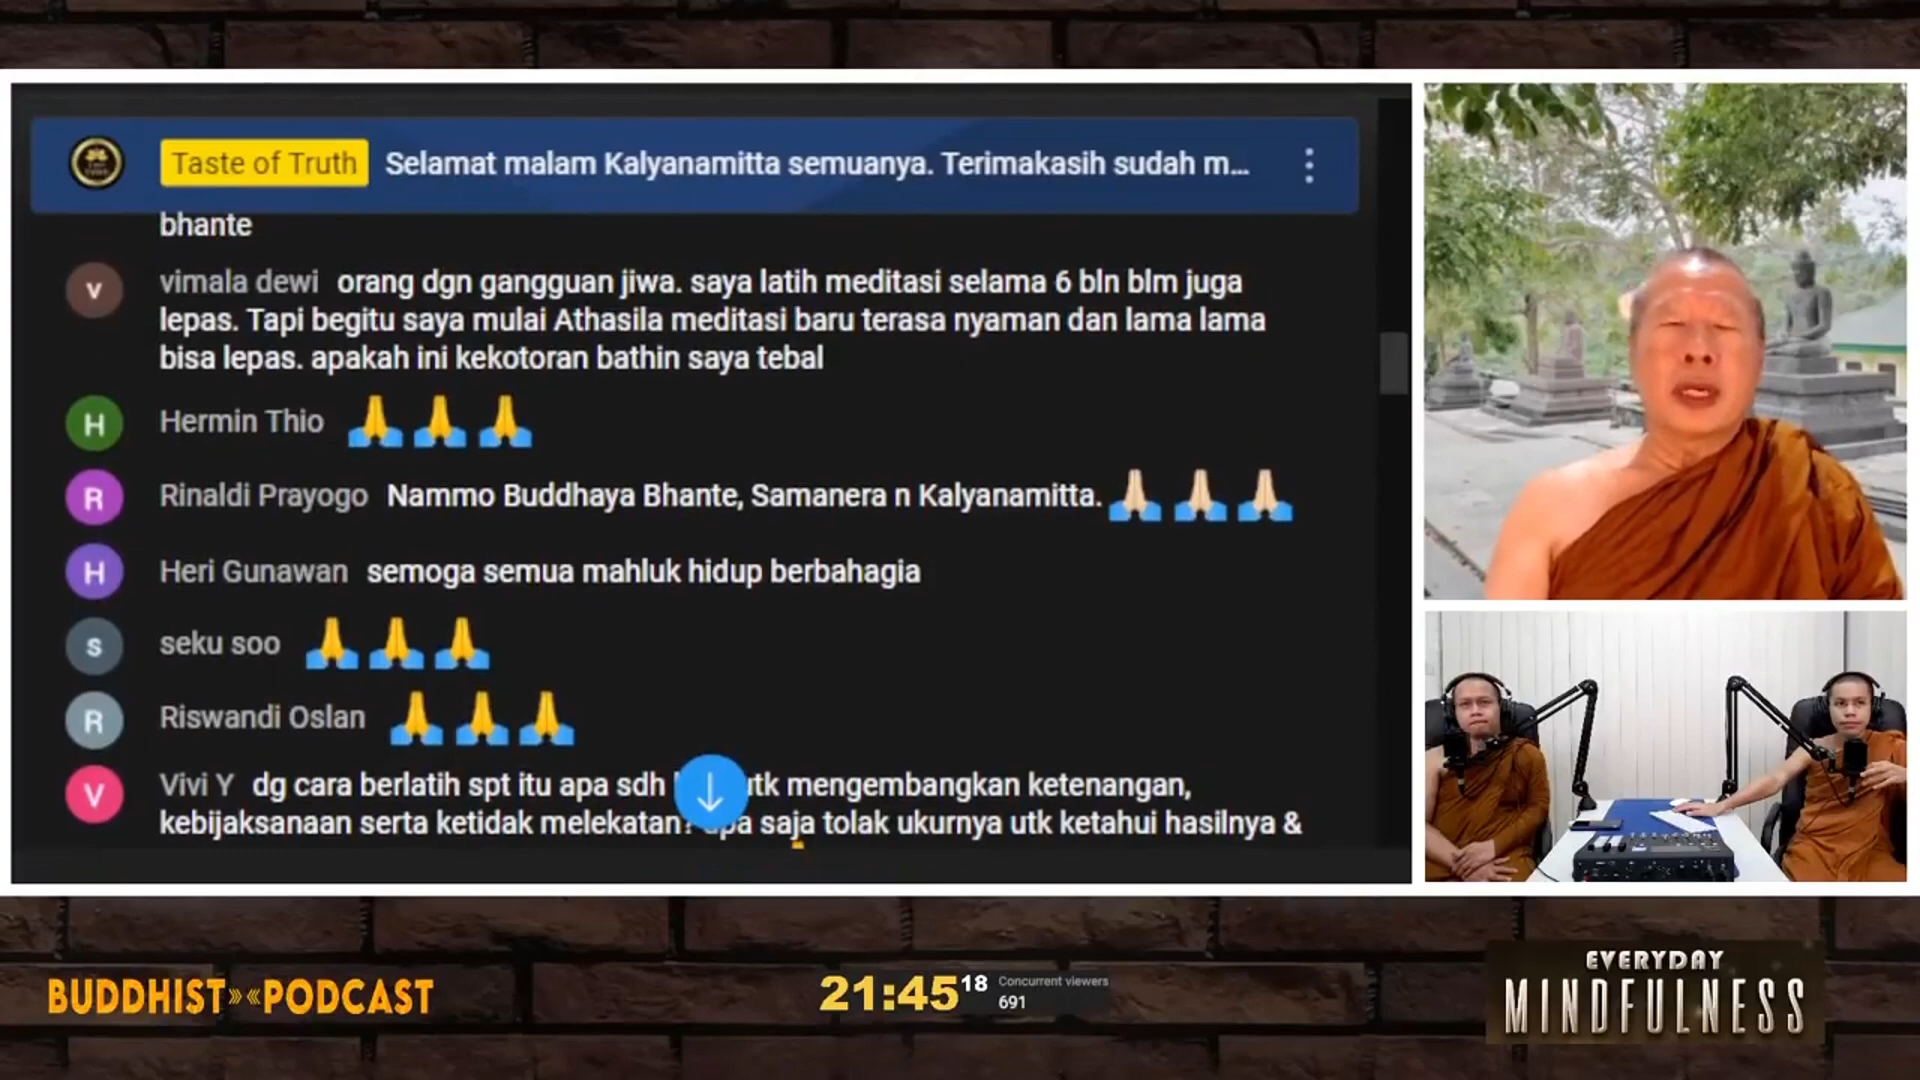 Taste of Truth Selamat malam Kalyanamitta semuanya. Terimakasih sudah m...
bhante
v vimala dewi orang dgn gangguan jiwa. saya latih meditasi selama 6 bln blm juga
lepas. Tapi begitu saya mulai Athasila meditasi baru terasa nyaman dan lama lama
bisa lepas. apakah ini kekotoran bathin saya tebal
H Hermin Thio 🙏🙏🙏
R Rinaldi Prayogo Nammo Buddhaya Bhante, Samanera n Kalyanamitta. 🙏🏻🙏🏻🙏🏻
H Heri Gunawan semoga semua mahluk hidup berbahagia
s seku soo 🙏🙏🙏
R Riswandi Oslan 🙏🙏🙏
V Vivi Y dg cara berlatih spt itu apa sdh utk mengembangkan ketenangan,
kebijaksanaan serta ketidak melekatan? apa saja tolak ukurnya utk ketahui hasilnya &
BUDDHIST»«PODCAST
21:45 18
Concurrent viewers
691
EVERYDAY
MINDFULNESS